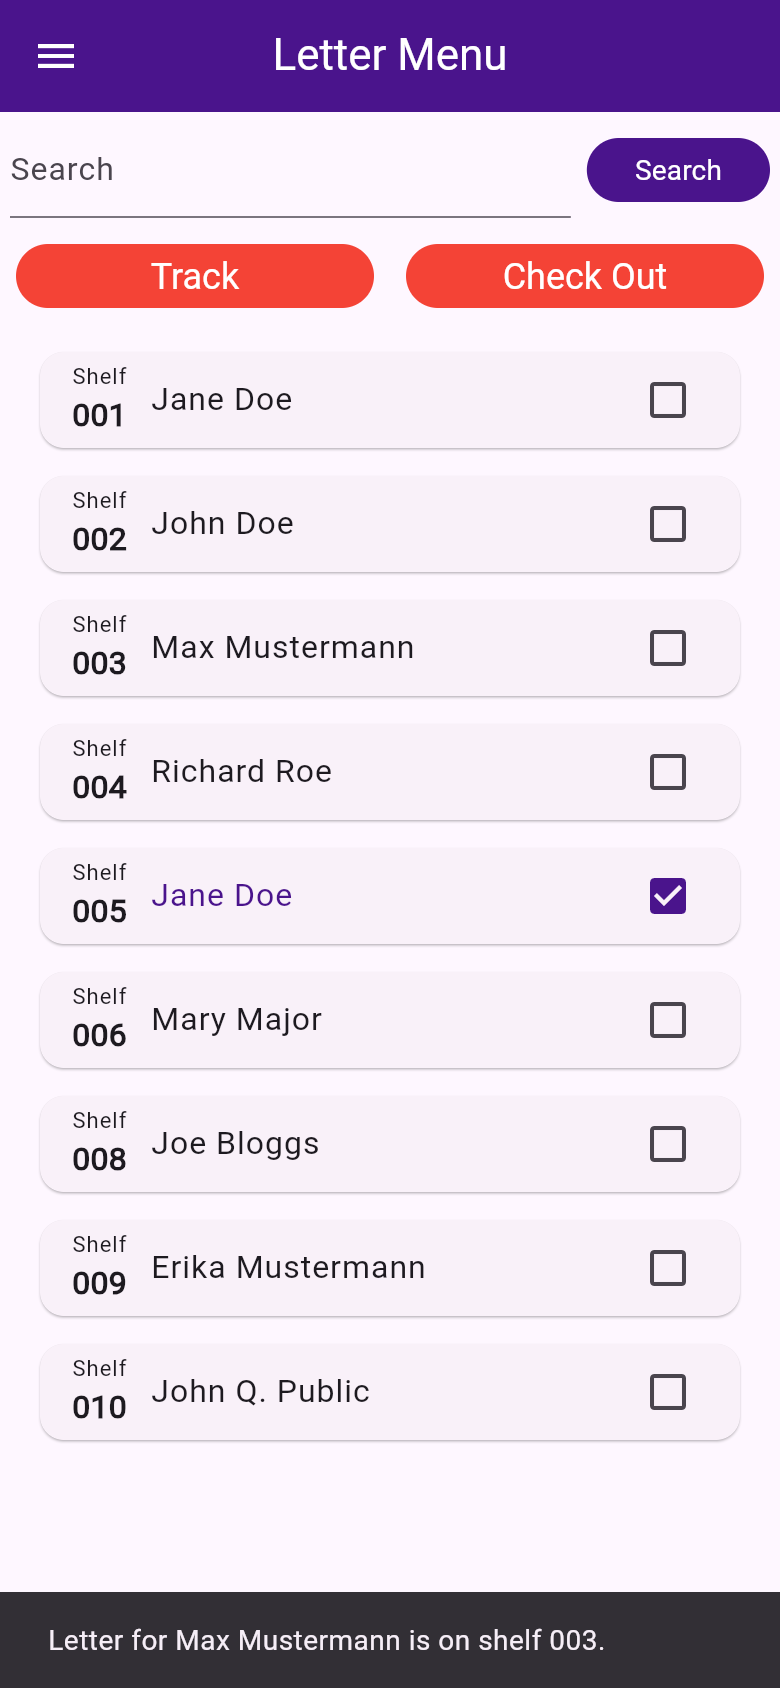 Letter Menu
Search
Search
Track
Check Out
Shelf
001
Jane Doe
Shelf
002
John Doe
Shelf
003
Max Mustermann
Shelf
004
Richard Roe
Shelf
005
Jane Doe
Shelf
006
Mary Major
Shelf
008
Joe Bloggs
Shelf
009
Erika Mustermann
Shelf
010
John Q. Public
Letter for Max Mustermann is on shelf 003.